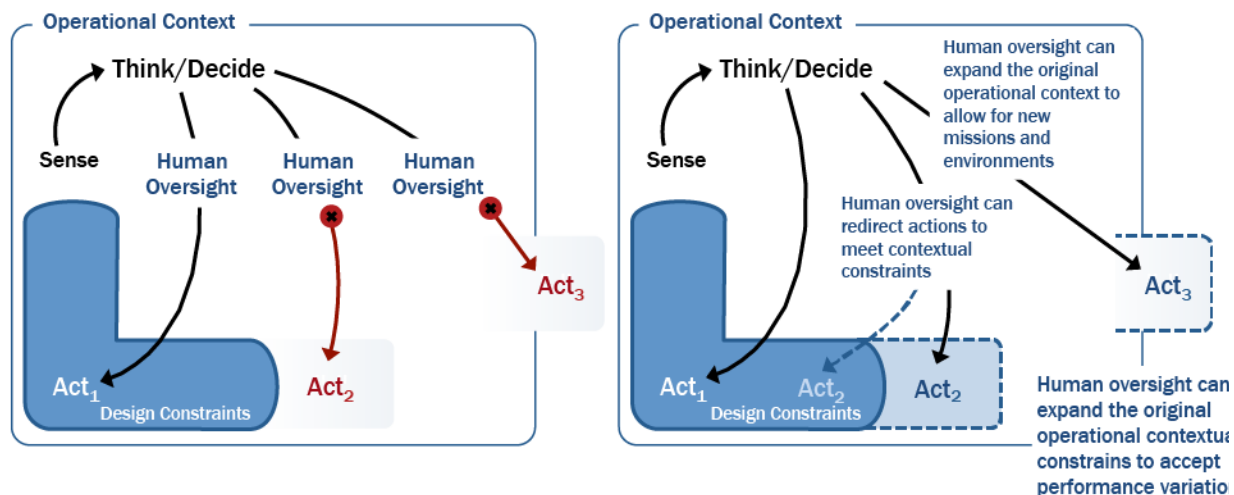 Operational Context
Think/Decide
Sense
Human
Oversight
Human
Oversight
Human
Oversight
Act3
Act1
Design Constraints
Act2
Operational Context
Think/Decide
Sense
Human oversight can
expand the original
operational context to
allow for new
missions and
environments
Human oversight can
redirect actions to
meet contextual
constraints
Act3
Act1
Act2
Design Constraints
Act2
Human oversight can
expand the original
operational contextua
constrains to accept
performance variatio